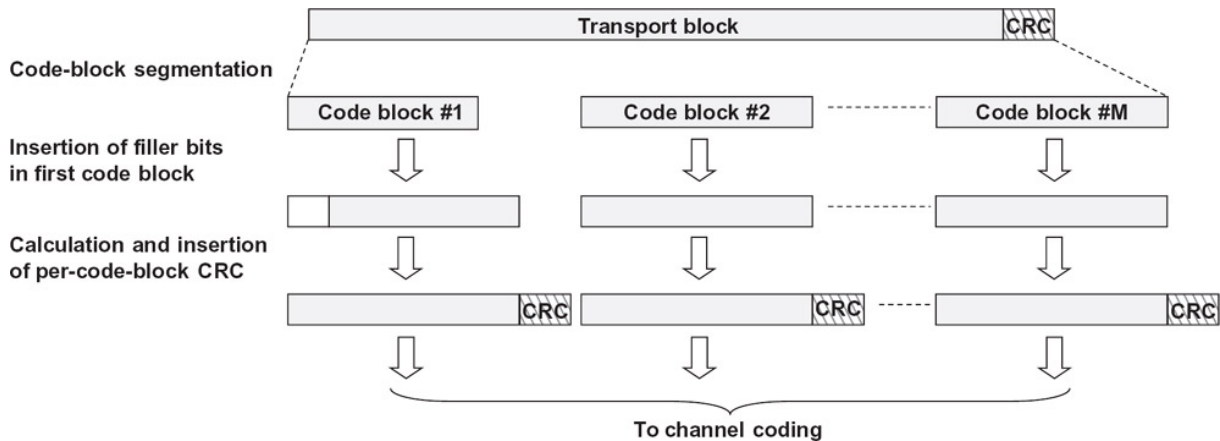 Transport block CRC
Code-block segmentation
Code block #1 Code block #2 Code block #M
Insertion of filler bits
in first code block
Calculation and insertion
of per-code-block CRC
CRC CRC CRC
To channel coding